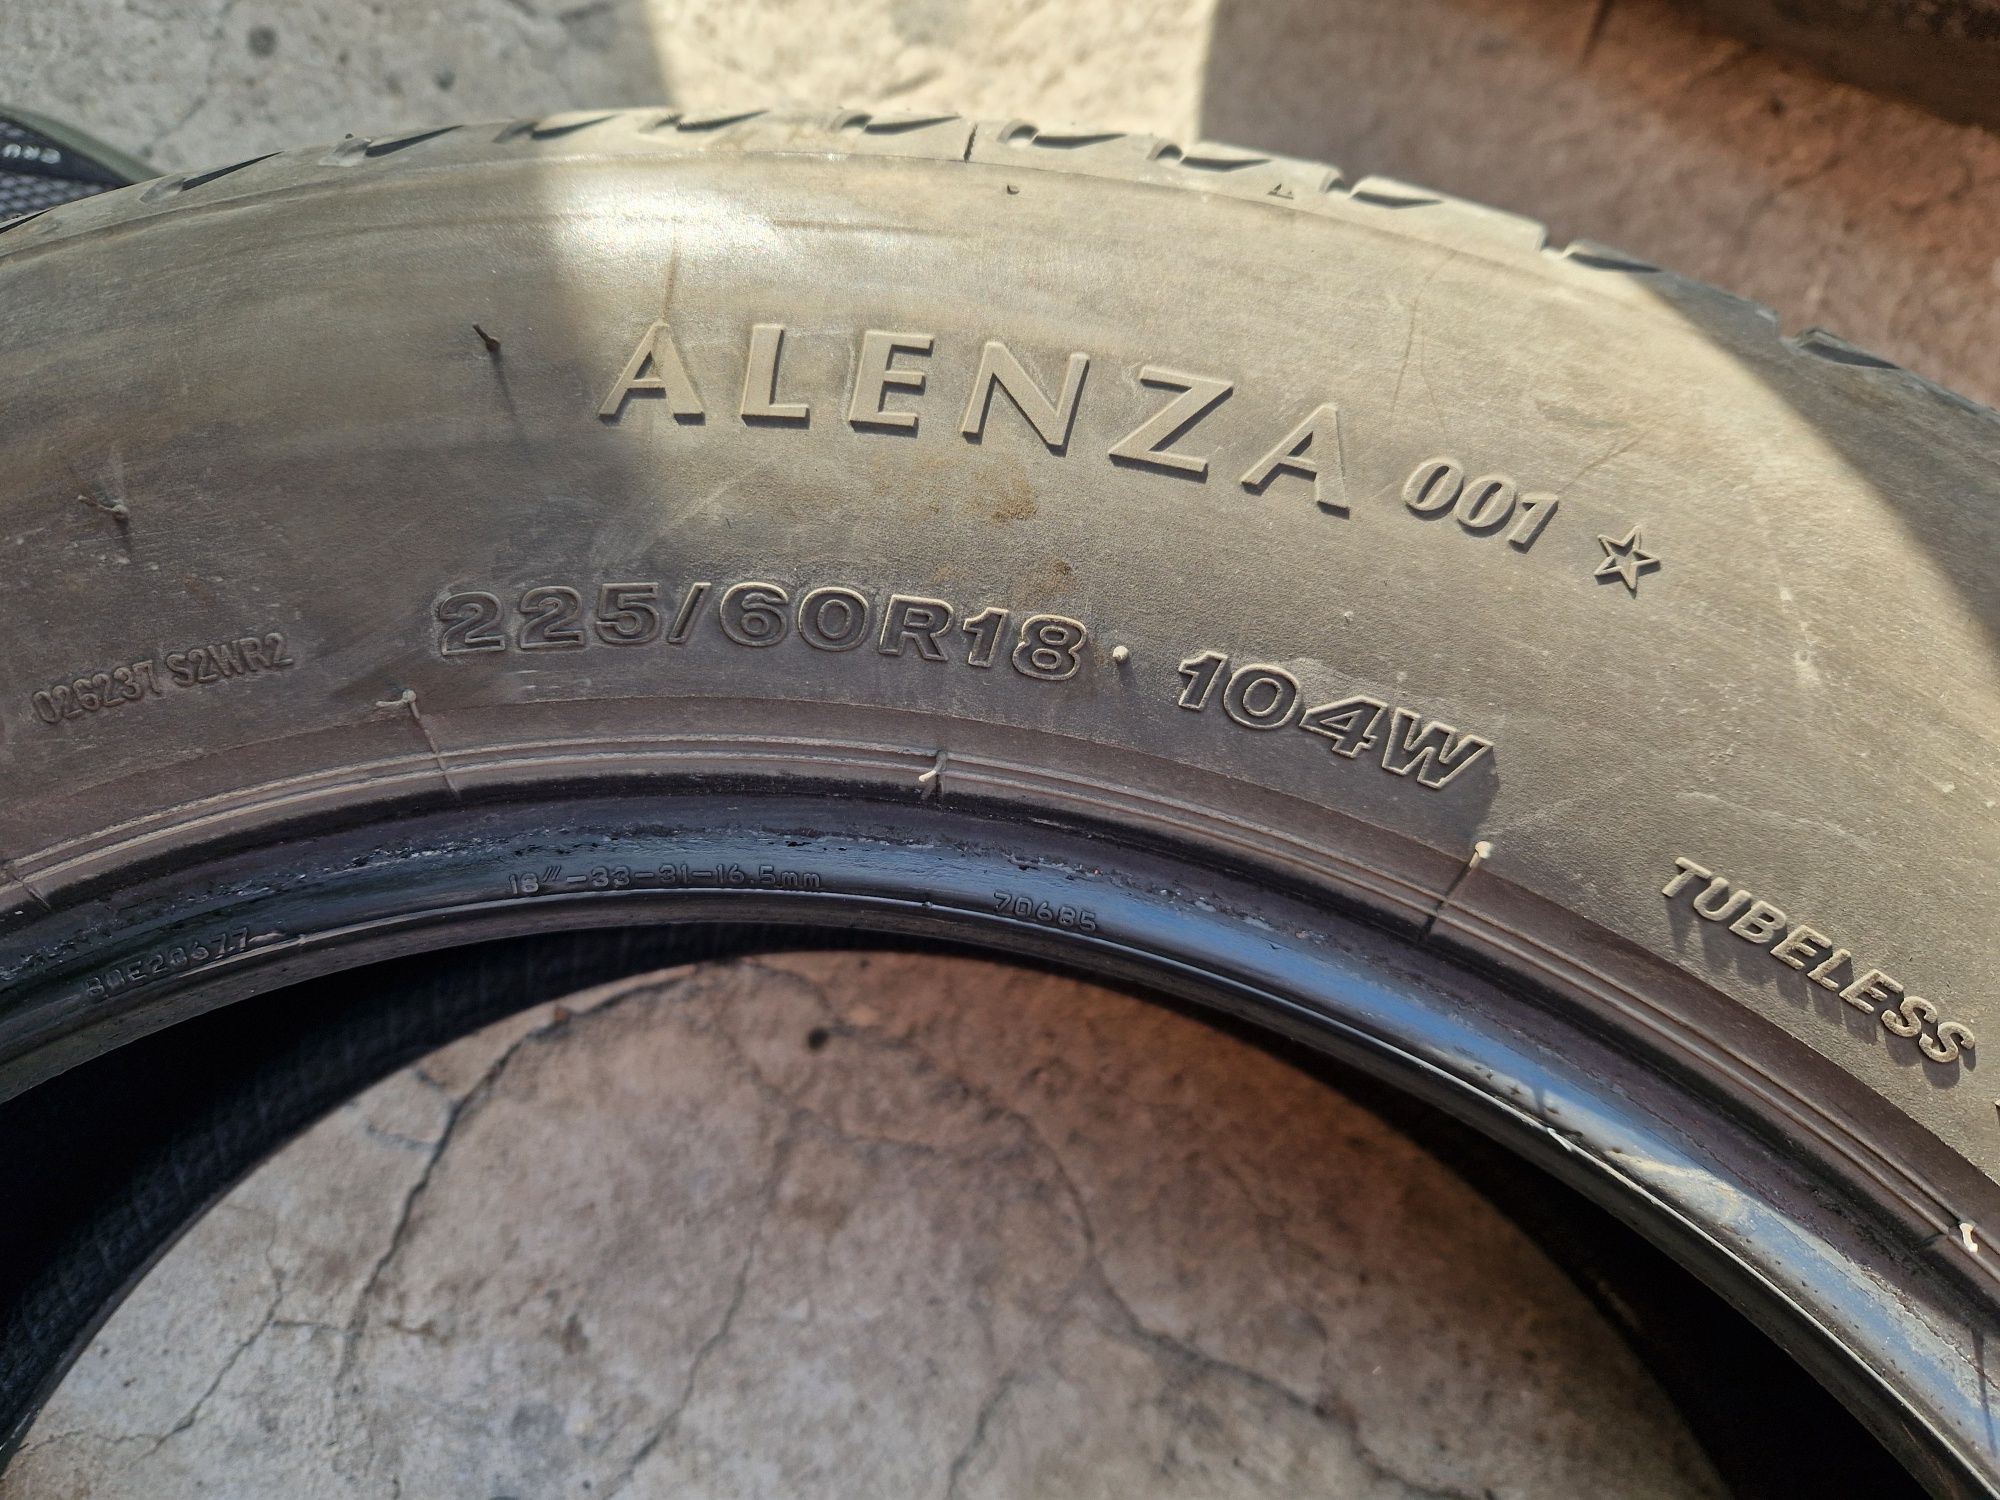 ALENZA 001 ☆
225/60R18 · 104W
TUBELESS
026237 S2WR2
18"'-33-31-16.5mm
70685